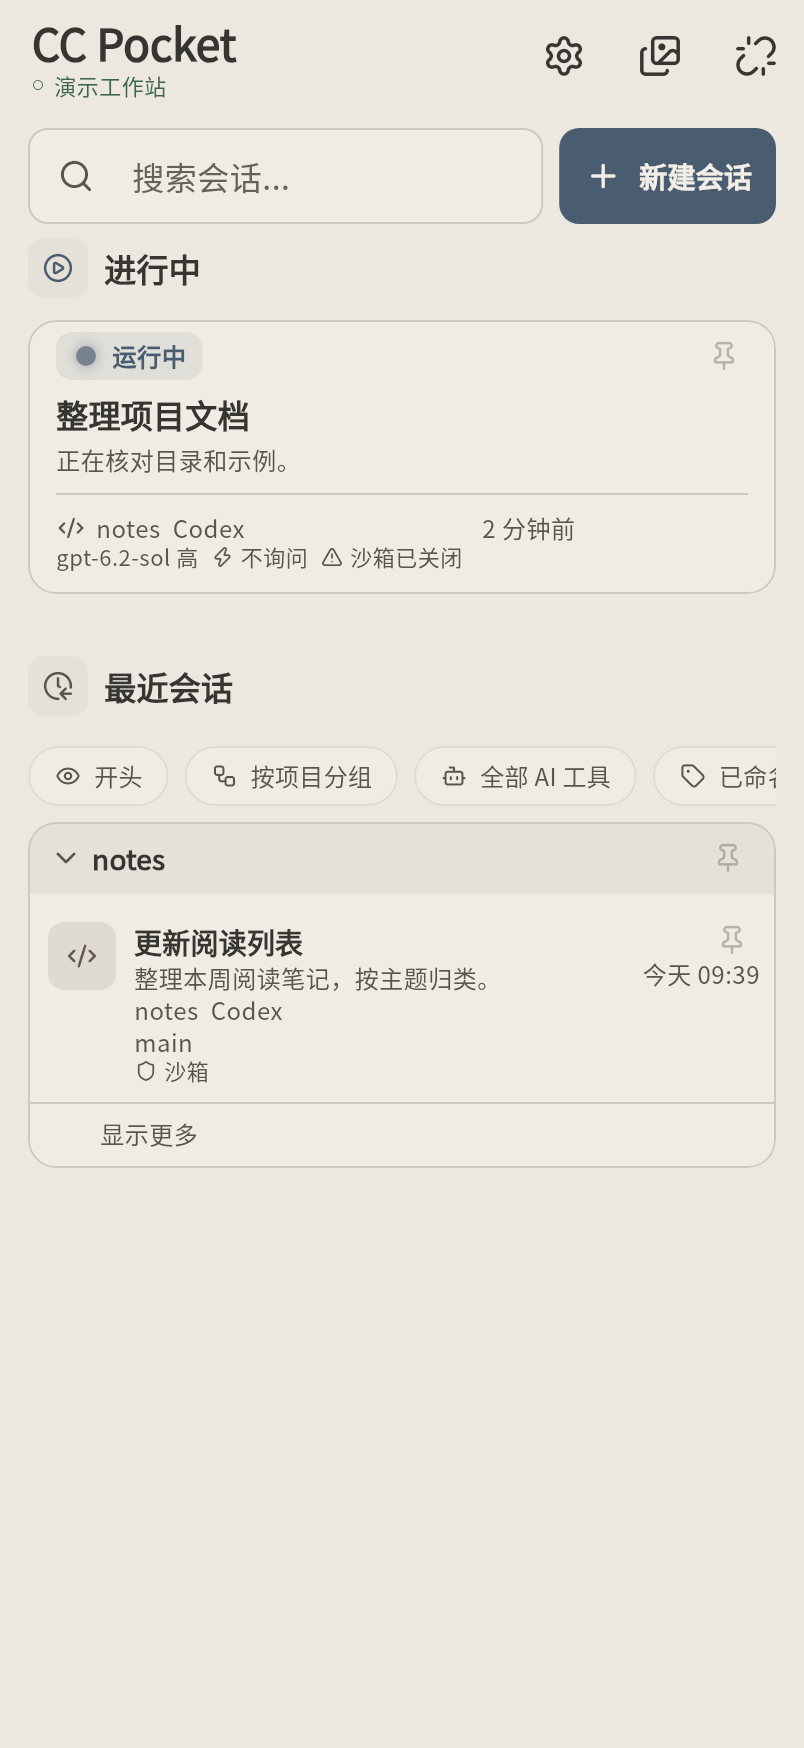 CC Pocket
演示工作站
搜索会话...
新建会话
进行中
运行中
整理项目文档
正在核对目录和示例。
notes Codex 2 分钟前
gpt-6.2-sol 高 不询问 沙箱已关闭
最近会话
开头 按项目分组 全部 AI 工具 已命
notes
更新阅读列表
整理本周阅读笔记，按主题归类。
今天 09:39
notes Codex
main
沙箱
显示更多